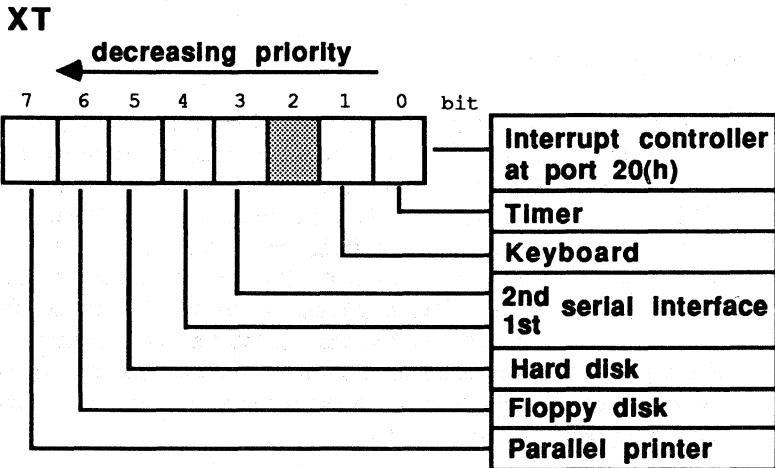 XT
decreasing priority
7 6 5 4 3 2 1 0 bit
Interrupt controller
at port 20(h)
Timer
Keyboard
2nd serial interface
1st
Hard disk
Floppy disk
Parallel printer